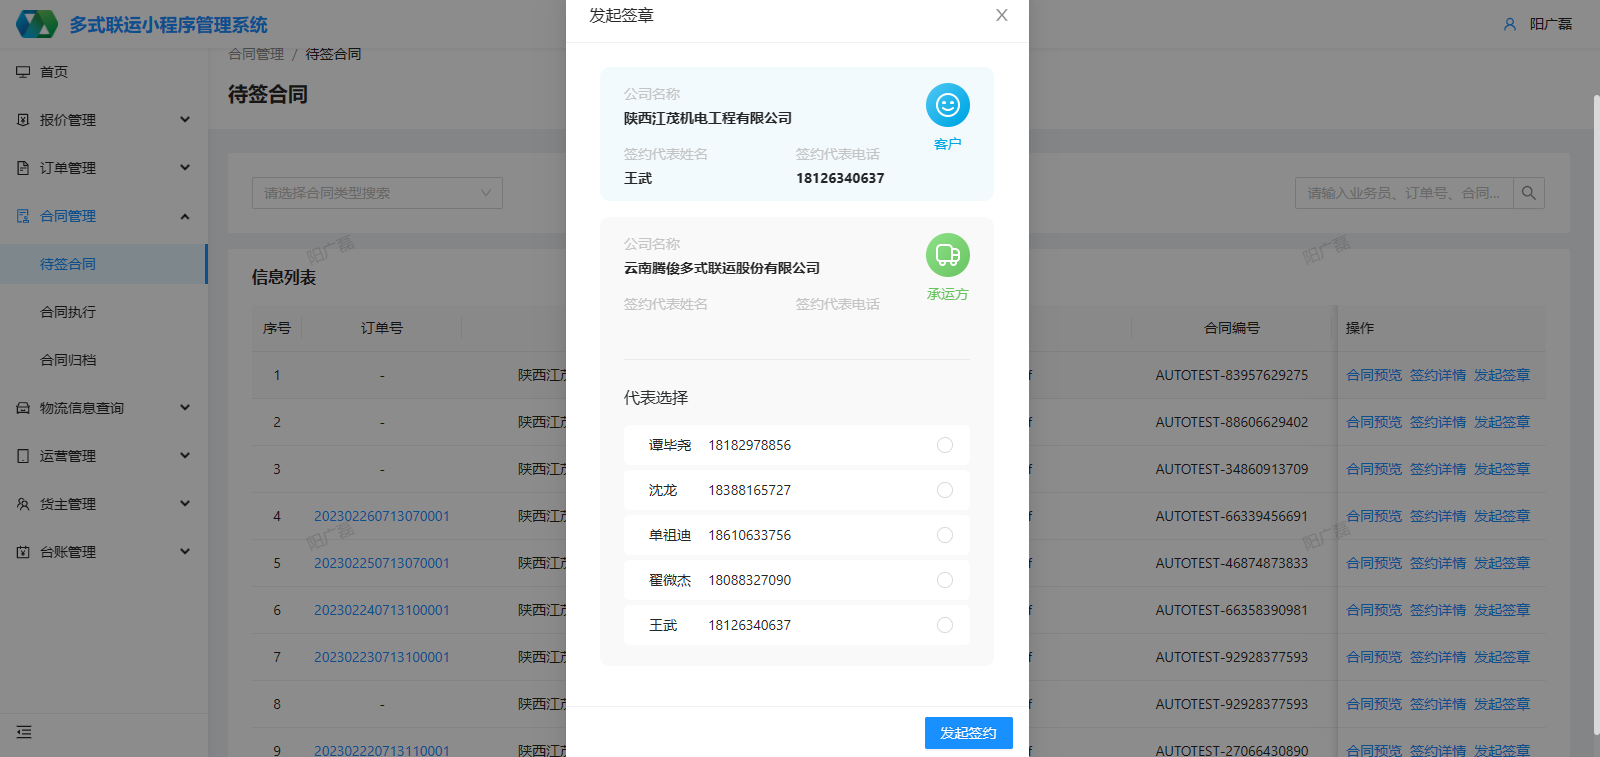 多式联运小程序管理系统
阳广磊
发起签章
首页
报价管理
订单管理
合同管理
待签合同
合同执行
合同归档
物流信息查询
运营管理
货主管理
台账管理
合同管理 / 待签合同
待签合同
请选择合同类型搜索
请输入业务员、订单号、合同...
信息列表
序号 订单号 合同编号 操作
1 - 陕西江茂 AUTOTEST-83957629275 合同预览 签约详情 发起签章
2 - 陕西江茂 AUTOTEST-88606629402 合同预览 签约详情 发起签章
3 - 陕西江茂 AUTOTEST-34860913709 合同预览 签约详情 发起签章
4 202302260713070001 陕西江茂 AUTOTEST-66339456691 合同预览 签约详情 发起签章
5 202302250713070001 陕西江茂 AUTOTEST-46874873833 合同预览 签约详情 发起签章
6 202302240713100001 陕西江茂 AUTOTEST-66358390981 合同预览 签约详情 发起签章
7 202302230713100001 陕西江茂 AUTOTEST-92928377593 合同预览 签约详情 发起签章
8 - 陕西江茂 AUTOTEST-92928377593 合同预览 签约详情 发起签章
9 202302220713110001 陕西江茂 AUTOTEST-27066430890 合同预览 签约详情 发起签章
阳广磊
阳广磊
阳广磊
阳广磊
公司名称
陕西江茂机电工程有限公司
客户
签约代表姓名 签约代表电话
王武 18126340637
公司名称
云南腾俊多式联运股份有限公司
承运方
签约代表姓名 签约代表电话
代表选择
谭毕尧 18182978856
沈龙 18388165727
单祖迪 18610633756
翟微杰 18088327090
王武 18126340637
发起签约